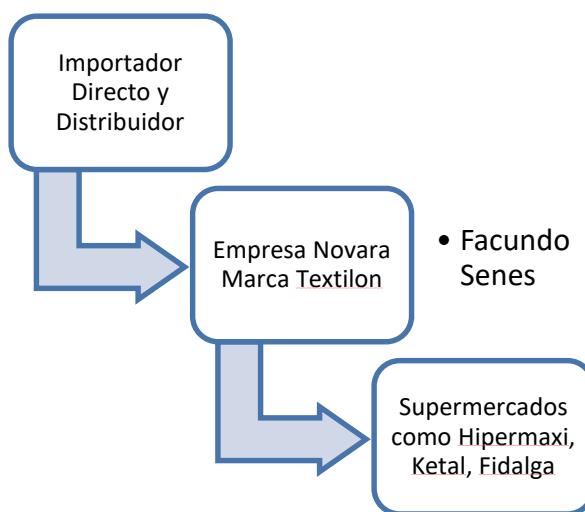 Importador
Directo y
Distribuidor
Empresa Novara
Marca Textilon
• Facundo
Senes
Supermercados
como Hipermaxi,
Ketal, Fidalga